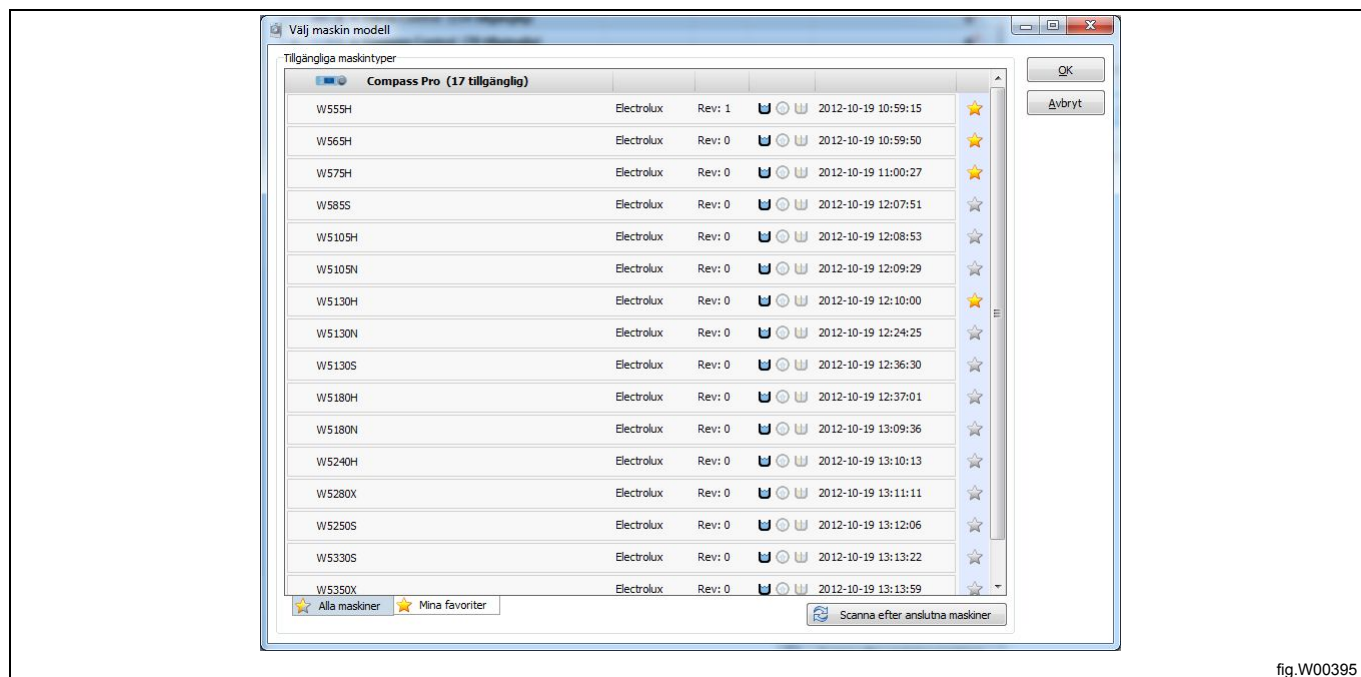 Välj maskin modell
Tillgängliga maskintyper
Compass Pro (17 tillgänglig)
W555H Electrolux Rev: 1 2012-10-19 10:59:15
W565H Electrolux Rev: 0 2012-10-19 10:59:50
W575H Electrolux Rev: 0 2012-10-19 11:00:27
W585S Electrolux Rev: 0 2012-10-19 12:07:51
W5105H Electrolux Rev: 0 2012-10-19 12:08:53
W5105N Electrolux Rev: 0 2012-10-19 12:09:29
W5130H Electrolux Rev: 0 2012-10-19 12:10:00
W5130N Electrolux Rev: 0 2012-10-19 12:24:25
W5130S Electrolux Rev: 0 2012-10-19 12:36:30
W5180H Electrolux Rev: 0 2012-10-19 12:37:01
W5180N Electrolux Rev: 0 2012-10-19 13:09:36
W5240H Electrolux Rev: 0 2012-10-19 13:10:13
W5280X Electrolux Rev: 0 2012-10-19 13:11:11
W5250S Electrolux Rev: 0 2012-10-19 13:12:06
W5330S Electrolux Rev: 0 2012-10-19 13:13:22
W5350X Electrolux Rev: 0 2012-10-19 13:13:59
Alla maskiner Mina favoriter
Scanna efter anslutna maskiner
OK
Avbryt
fig.W00395